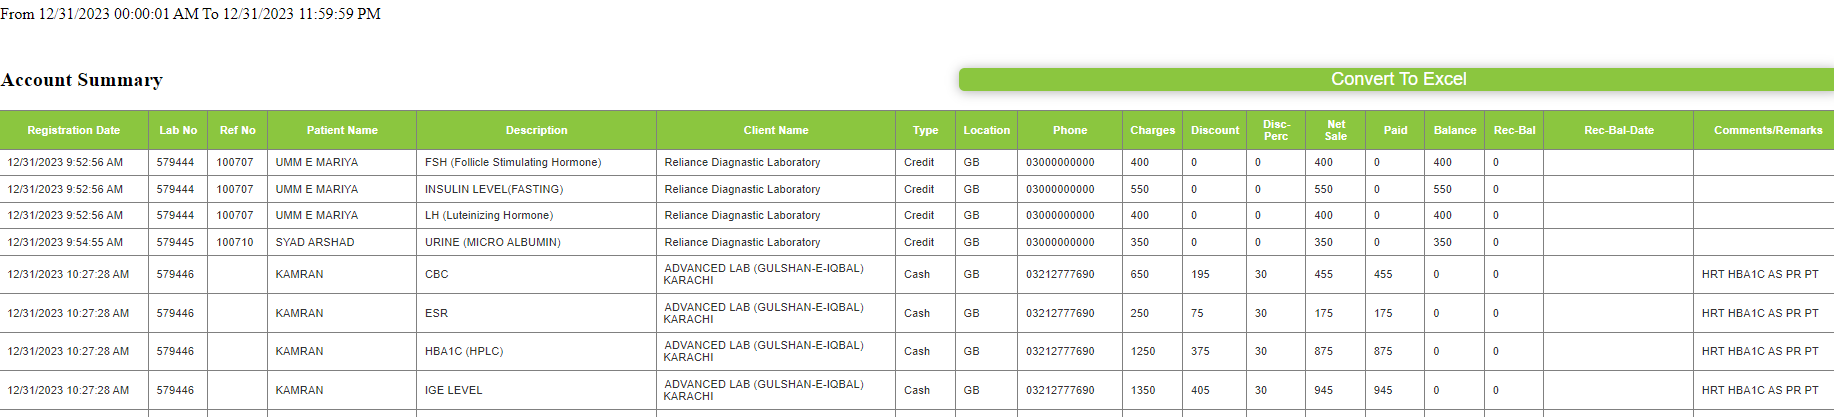 From 12/31/2023 00:00:01 AM To 12/31/2023 11:59:59 PM
Account Summary
Convert To Excel
Registration Date Lab No Ref No Patient Name Description Client Name Type Location Phone Charges Discount Disc-Perc Net Sale Paid Balance Rec-Bal Rec-Bal-Date Comments/Remarks
12/31/2023 9:52:56 AM 579444 100707 UMM E MARIYA FSH (Follicle Stimulating Hormone) Reliance Diagnastic Laboratory Credit GB 03000000000 400 0 0 400 0 400 0
12/31/2023 9:52:56 AM 579444 100707 UMM E MARIYA INSULIN LEVEL(FASTING) Reliance Diagnastic Laboratory Credit GB 03000000000 550 0 0 550 0 550 0
12/31/2023 9:52:56 AM 579444 100707 UMM E MARIYA LH (Luteinizing Hormone) Reliance Diagnastic Laboratory Credit GB 03000000000 400 0 0 400 0 400 0
12/31/2023 9:54:55 AM 579445 100710 SYAD ARSHAD URINE (MICRO ALBUMIN) Reliance Diagnastic Laboratory Credit GB 03000000000 350 0 0 350 0 350 0
12/31/2023 10:27:28 AM 579446 KAMRAN CBC ADVANCED LAB (GULSHAN-E-IQBAL) KARACHI Cash GB 03212777690 650 195 30 455 455 0 0 HRT HBA1C AS PR PT
12/31/2023 10:27:28 AM 579446 KAMRAN ESR ADVANCED LAB (GULSHAN-E-IQBAL) KARACHI Cash GB 03212777690 250 75 30 175 175 0 0 HRT HBA1C AS PR PT
12/31/2023 10:27:28 AM 579446 KAMRAN HBA1C (HPLC) ADVANCED LAB (GULSHAN-E-IQBAL) KARACHI Cash GB 03212777690 1250 375 30 875 875 0 0 HRT HBA1C AS PR PT
12/31/2023 10:27:28 AM 579446 KAMRAN IGE LEVEL ADVANCED LAB (GULSHAN-E-IQBAL) KARACHI Cash GB 03212777690 1350 405 30 945 945 0 0 HRT HBA1C AS PR PT